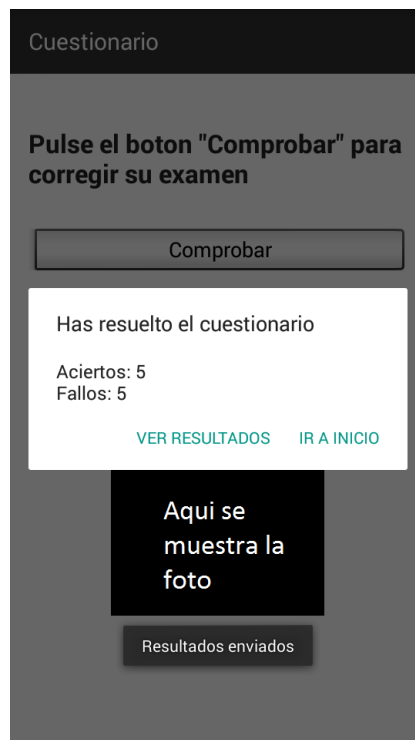 Cuestionario
Pulse el boton "Comprobar" para
corregir su examen
Comprobar
Has resuelto el cuestionario
Aciertos: 5
Fallos: 5
VER RESULTADOS IR A INICIO
Aqui se
muestra la
foto
Resultados enviados